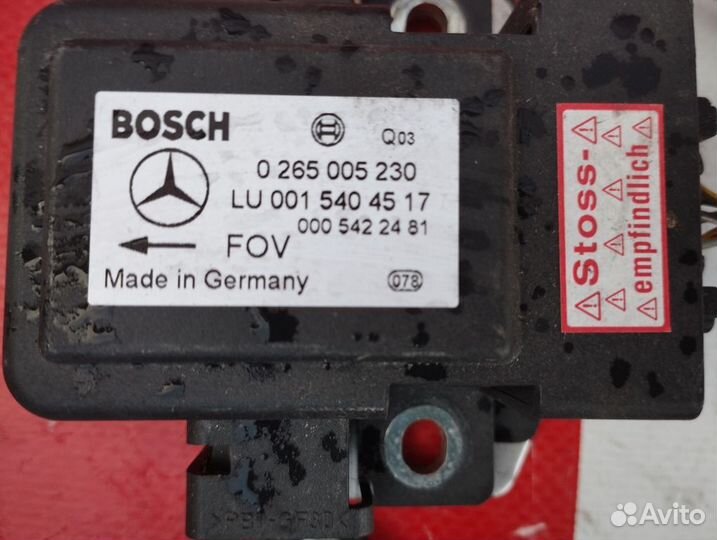 BOSCH
Q03
0 265 005 230
LU 001 540 45 17
000 542 24 81
FOV
Made in Germany
078
Stoss-
empfindlich
Avito